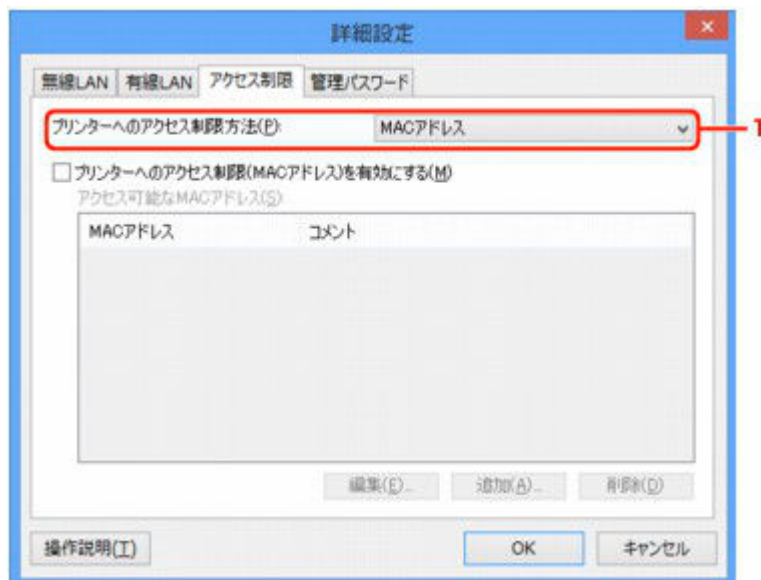 詳細設定
無線LAN 有線LAN アクセス制限 管理パスワード
プリンターへのアクセス制限方法(P): MACアドレス 1
プリンターへのアクセス制限(MACアドレス)を有効にする(M)
アクセス可能なMACアドレス(S)
MACアドレス コメント
編集(E)... 追加(A)... 削除(D)
操作説明(T) OK キャンセル